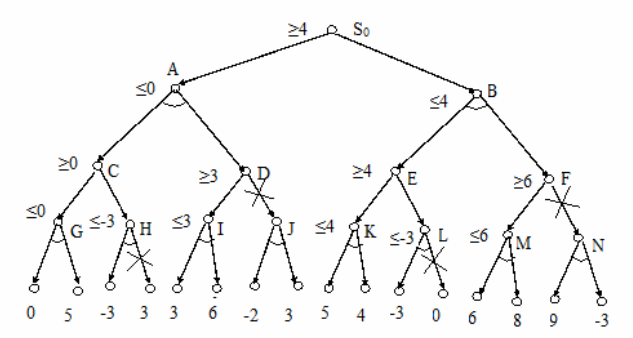 ≥4 S₀
A
≤0 ≤4 B
≥0 C ≥3 D ≥4 E ≥6 F
≤0 G ≤-3 H ≤3 I J ≤4 K ≤-3 L ≤6 M N
0 5 -3 3 3 6 -2 3 5 4 -3 0 6 8 9 -3